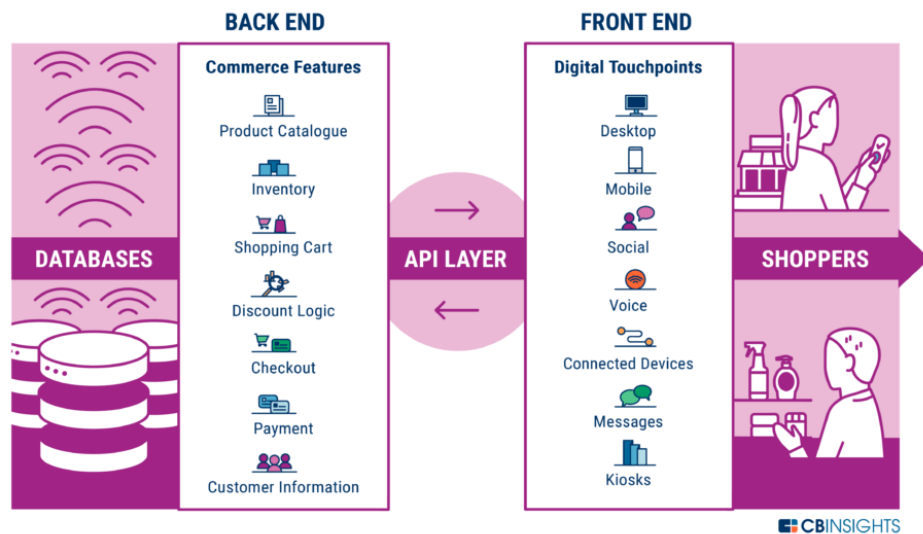 BACK END
FRONT END
Commerce Features
Product Catalogue
Inventory
Shopping Cart
Discount Logic
Checkout
Payment
Customer Information
Digital Touchpoints
Desktop
Mobile
Social
Voice
Connected Devices
Messages
Kiosks
DATABASES
API LAYER
SHOPPERS
CBINSIGHTS